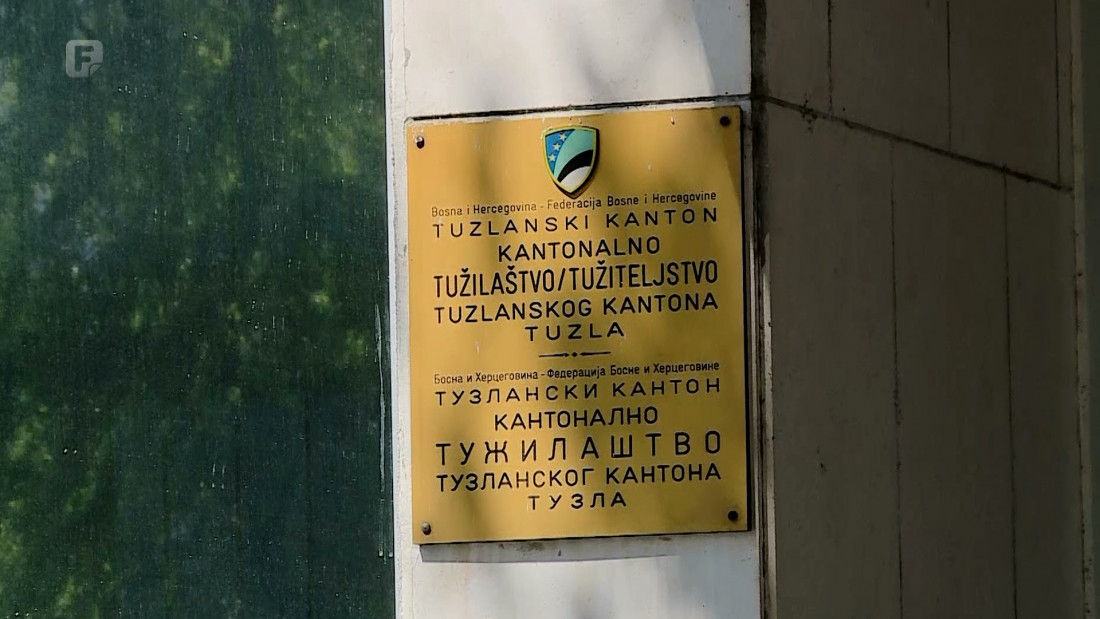 F
Bosna i Hercegovina - Federacija Bosne i Hercegovine
TUZLANSKI KANTON
KANTONALNO
TUŽILAŠTVO/TUŽITELJSTVO
TUZLANSKOG KANTONA
TUZLA
Босна и Херцеговина - Федерација Босне и Херцеговине
ТУЗЛАНСКИ КАНТОН
КАНТОНАЛНО
ТУЖИЛАШТВО
ТУЗЛАНСКОГ КАНТОНА
ТУЗЛА